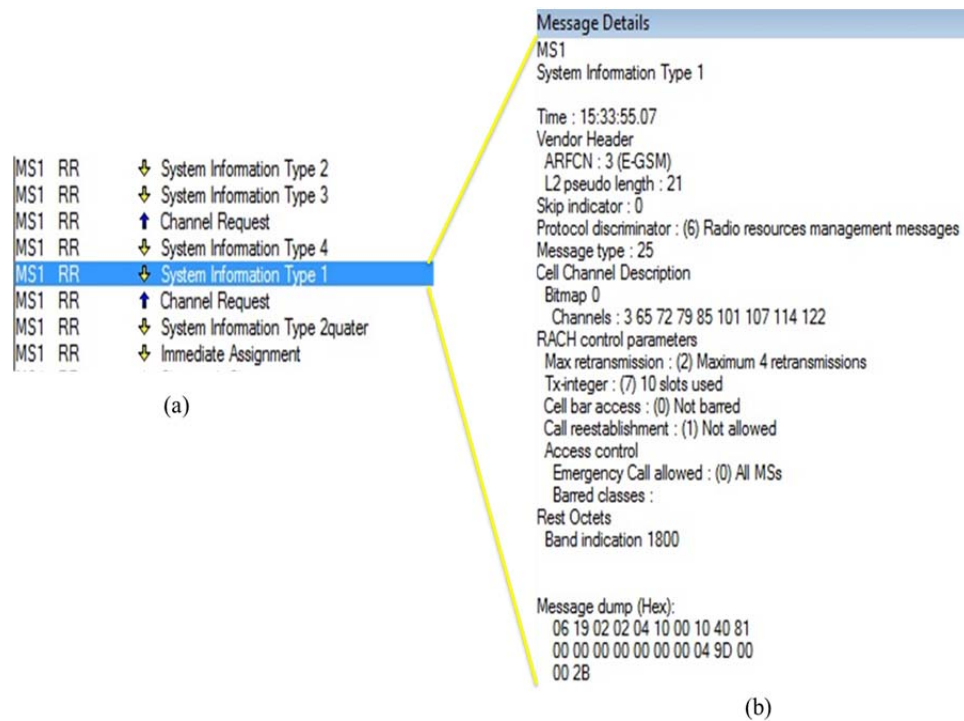 MS1 RR System Information Type 2
MS1 RR System Information Type 3
MS1 RR Channel Request
MS1 RR System Information Type 4
MS1 RR System Information Type 1
MS1 RR Channel Request
MS1 RR System Information Type 2quater
MS1 RR Immediate Assignment
(a)
Message Details
MS1
System Information Type 1
Time : 15:33:55.07
Vendor Header
ARFCN : 3 (E-GSM)
L2 pseudo length : 21
Skip indicator : 0
Protocol discriminator : (6) Radio resources management messages
Message type : 25
Cell Channel Description
Bitmap 0
Channels : 3 65 72 79 85 101 107 114 122
RACH control parameters
Max retransmission : (2) Maximum 4 retransmissions
Tx-integer : (7) 10 slots used
Cell bar access : (0) Not barred
Call reestablishment : (1) Not allowed
Access control
Emergency Call allowed : (0) All MSs
Barred classes :
Rest Octets
Band indication 1800
Message dump (Hex):
06 19 02 02 04 10 00 10 40 81
00 00 00 00 00 00 00 04 9D 00
00 2B
(b)